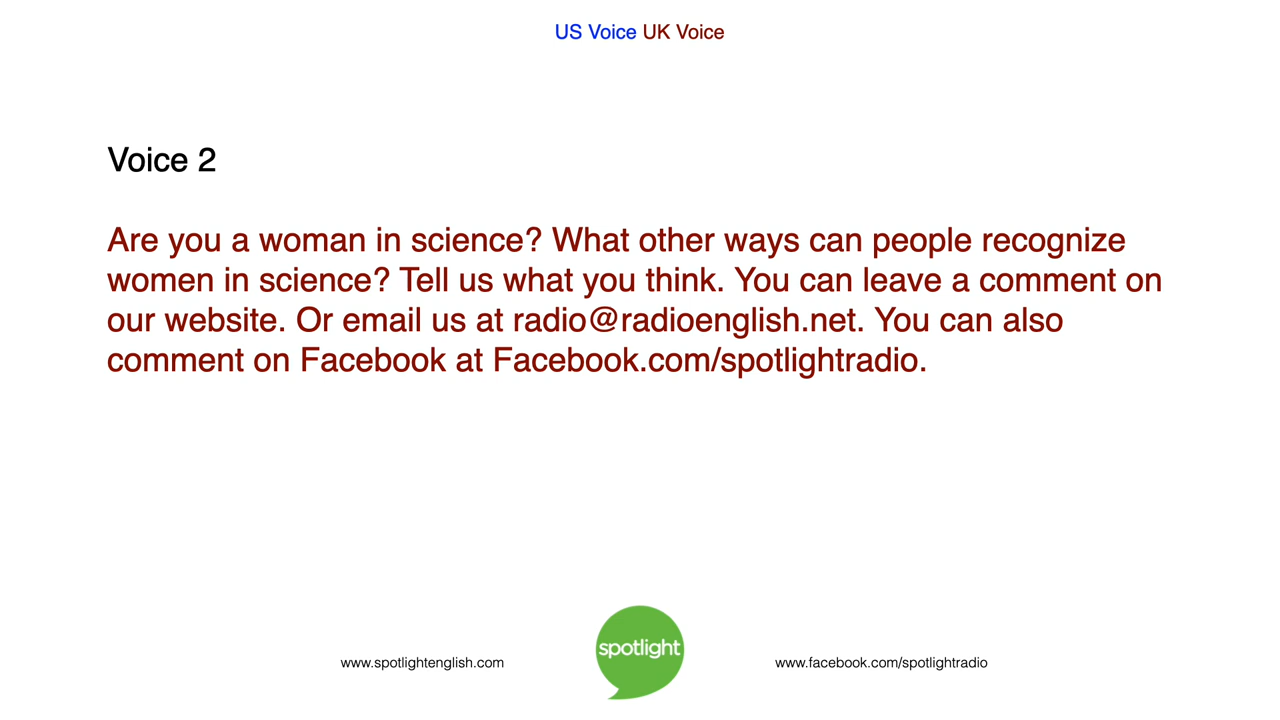 US Voice UK Voice
Voice 2
Are you a woman in science? What other ways can people recognize
women in science? Tell us what you think. You can leave a comment on
our website. Or email us at radio@radioenglish.net. You can also
comment on Facebook at Facebook.com/spotlightradio.
spotlight
www.spotlightenglish.com
www.facebook.com/spotlightradio